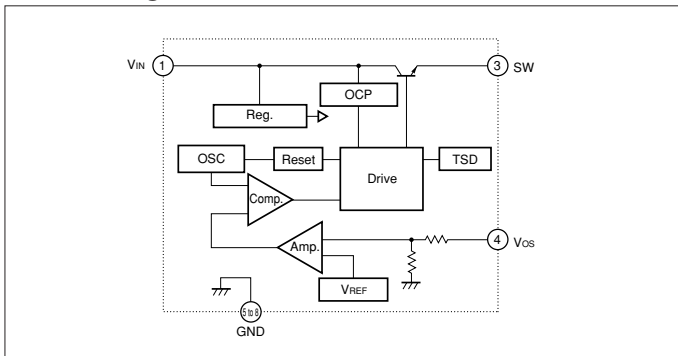 VIN 1
3 SW
OCP
Reg.
OSC
Reset
Drive
TSD
Comp.
Amp.
4 VOS
VREF
5 to 8
GND